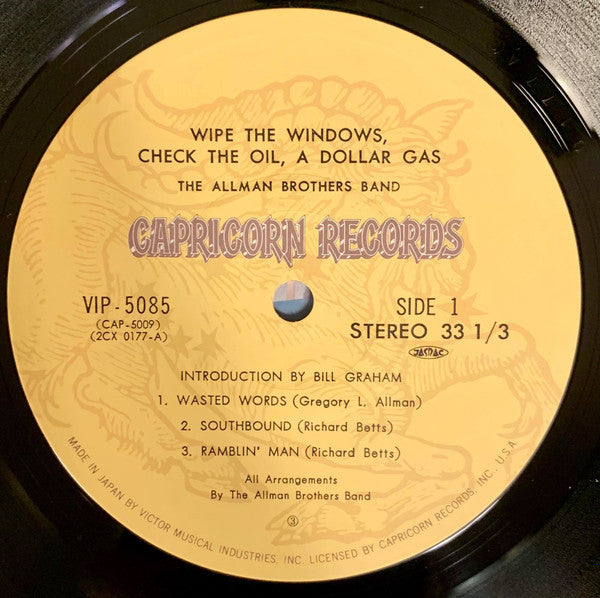 WIPE THE WINDOWS,
CHECK THE OIL, A DOLLAR GAS
THE ALLMAN BROTHERS BAND
CAPRICORN RECORDS
VIP-5085
(CAP-5009)
(2CX 0177-A)
SIDE 1
STEREO 33 1/3
JASRAC
INTRODUCTION BY BILL GRAHAM
1. WASTED WORDS (Gregory L. Allman)
2. SOUTHBOUND (Richard Betts)
3. RAMBLIN' MAN (Richard Betts)
All Arrangements
By The Allman Brothers Band
③
MADE IN JAPAN BY VICTOR MUSICAL INDUSTRIES, INC. LICENSED BY CAPRICORN RECORDS, INC., U.S.A.